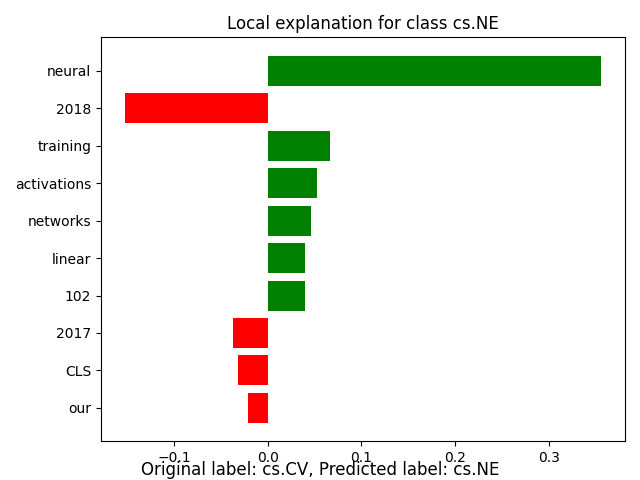 Local explanation for class cs.NE
neural
2018
training
activations
networks
linear
102
2017
CLS
our
−0.1 0.0 0.1 0.2 0.3
Original label: cs.CV, Predicted label: cs.NE